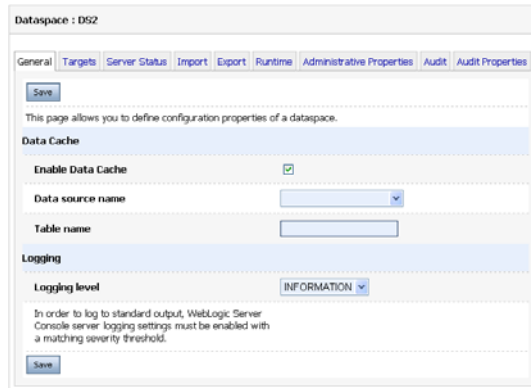 Dataspace : DS2
General Targets Server Status Import Export Runtime Administrative Properties Audit Audit Properties
Save
This page allows you to define configuration properties of a dataspace.
Data Cache
Enable Data Cache
Data source name
Table name
Logging
Logging level INFORMATION
In order to log to standard output, WebLogic Server
Console server logging settings must be enabled with
a matching severity threshold.
Save